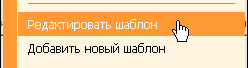 Редактировать шаблон
Добавить новый шаблон